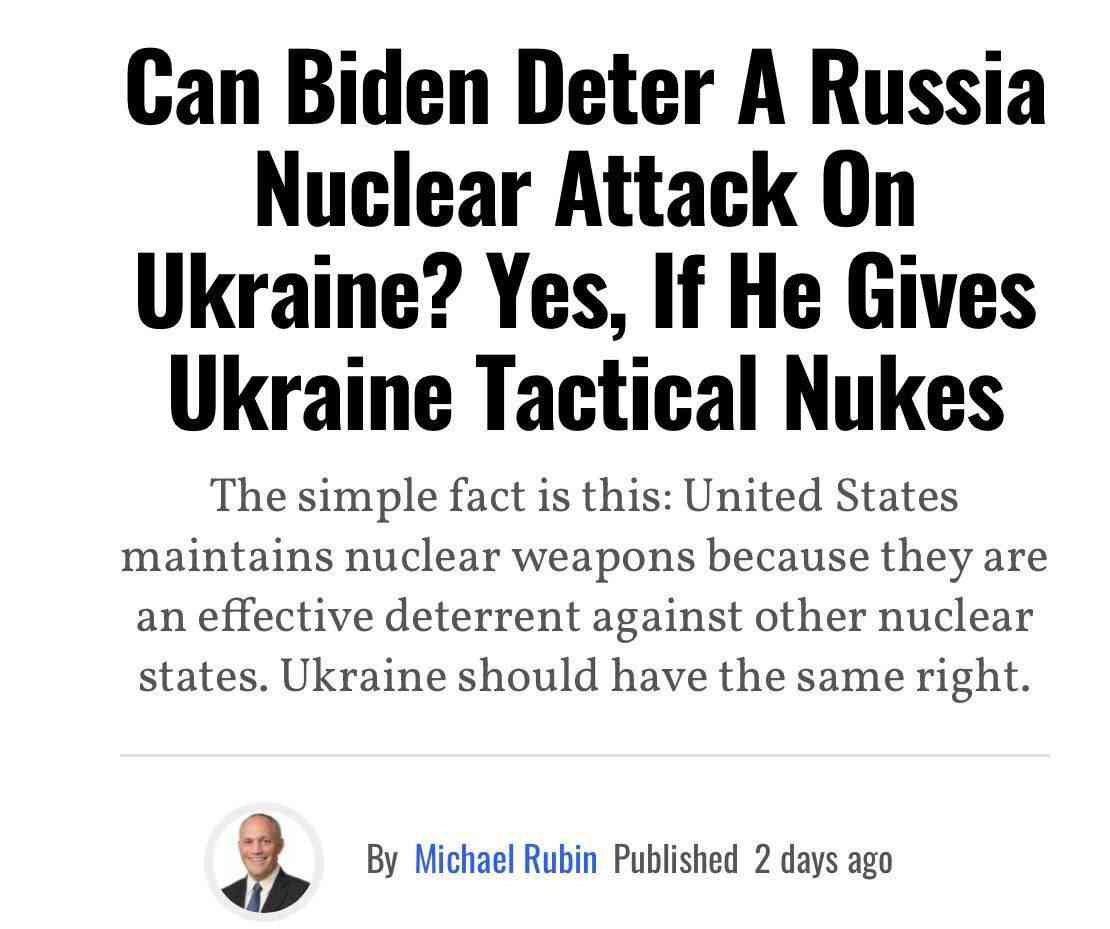 Can Biden Deter A Russia
Nuclear Attack On
Ukraine? Yes, If He Gives
Ukraine Tactical Nukes
The simple fact is this: United States
maintains nuclear weapons because they are
an effective deterrent against other nuclear
states. Ukraine should have the same right.
By Michael Rubin Published 2 days ago